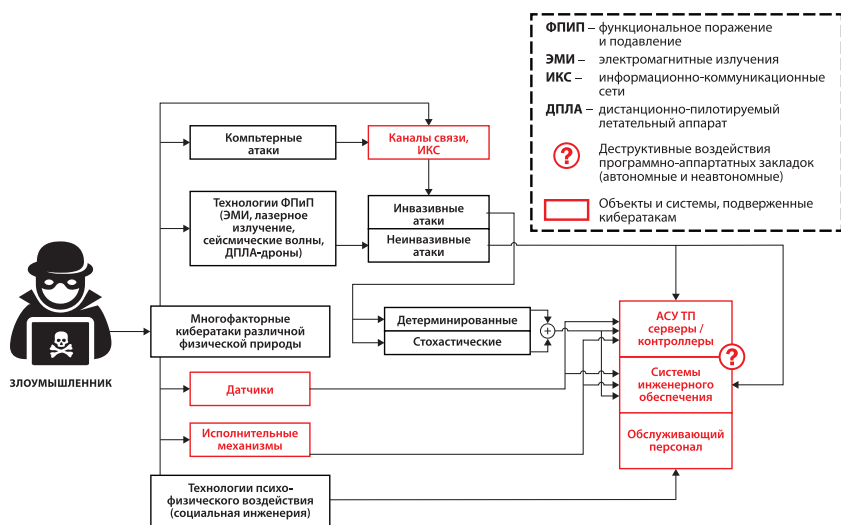 ФПИП – функциональное поражение
и подавление
ЭМИ – электромагнитные излучения
ИКС – информационно-коммуникационные
сети
ДПЛА – дистанционно-пилотируемый
летательный аппарат
? Деструктивные воздействия
программно-аппартатных закладок
(автономные и неавтономные)
Объекты и системы, подверженные
кибератакам
Компьтерные
атаки
Каналы связи,
ИКС
Технологии ФПиП
(ЭМИ, лазерное
излучение,
сейсмические волны,
ДПЛА-дроны)
Инвазивные
атаки
Неинвазивные
атаки
ЗЛОУМЫШЛЕННИК
Многофакторные
кибератаки различной
физической природы
Детерминированные
Стохастические
+
АСУ ТП
серверы /
контроллеры
?
Датчики
Системы
инженерного
обеспечения
Исполнительные
механизмы
Обслуживающий
персонал
Технологии психо-
физического воздействия
(социальная инженерия)